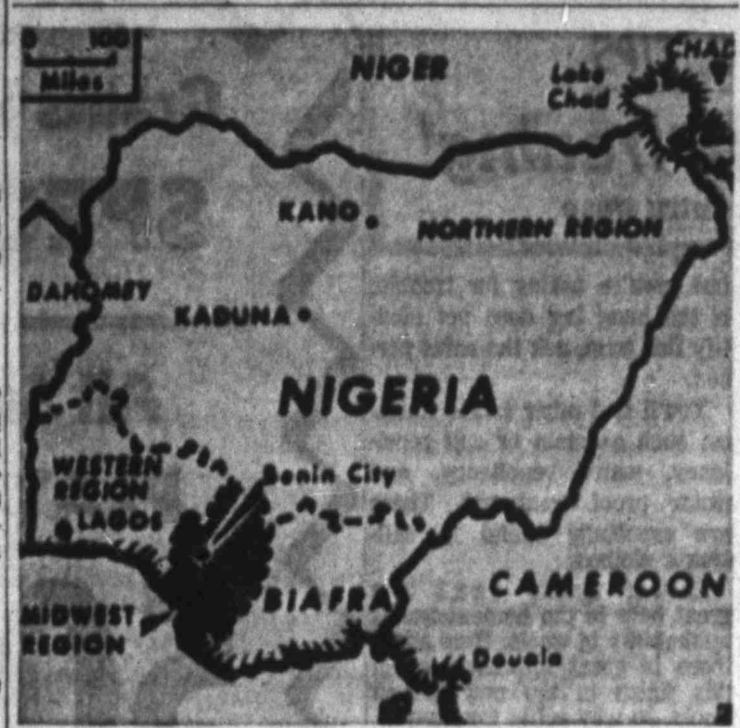 0 100
Miles
NIGER
CHAD
Lake
Chad
KANO
NORTHERN REGION
DAHOMEY
KADUNA
NIGERIA
WESTERN
REGION
Benin City
LAGOS
BIAFRA
CAMEROON
MIDWEST
REGION
Douala